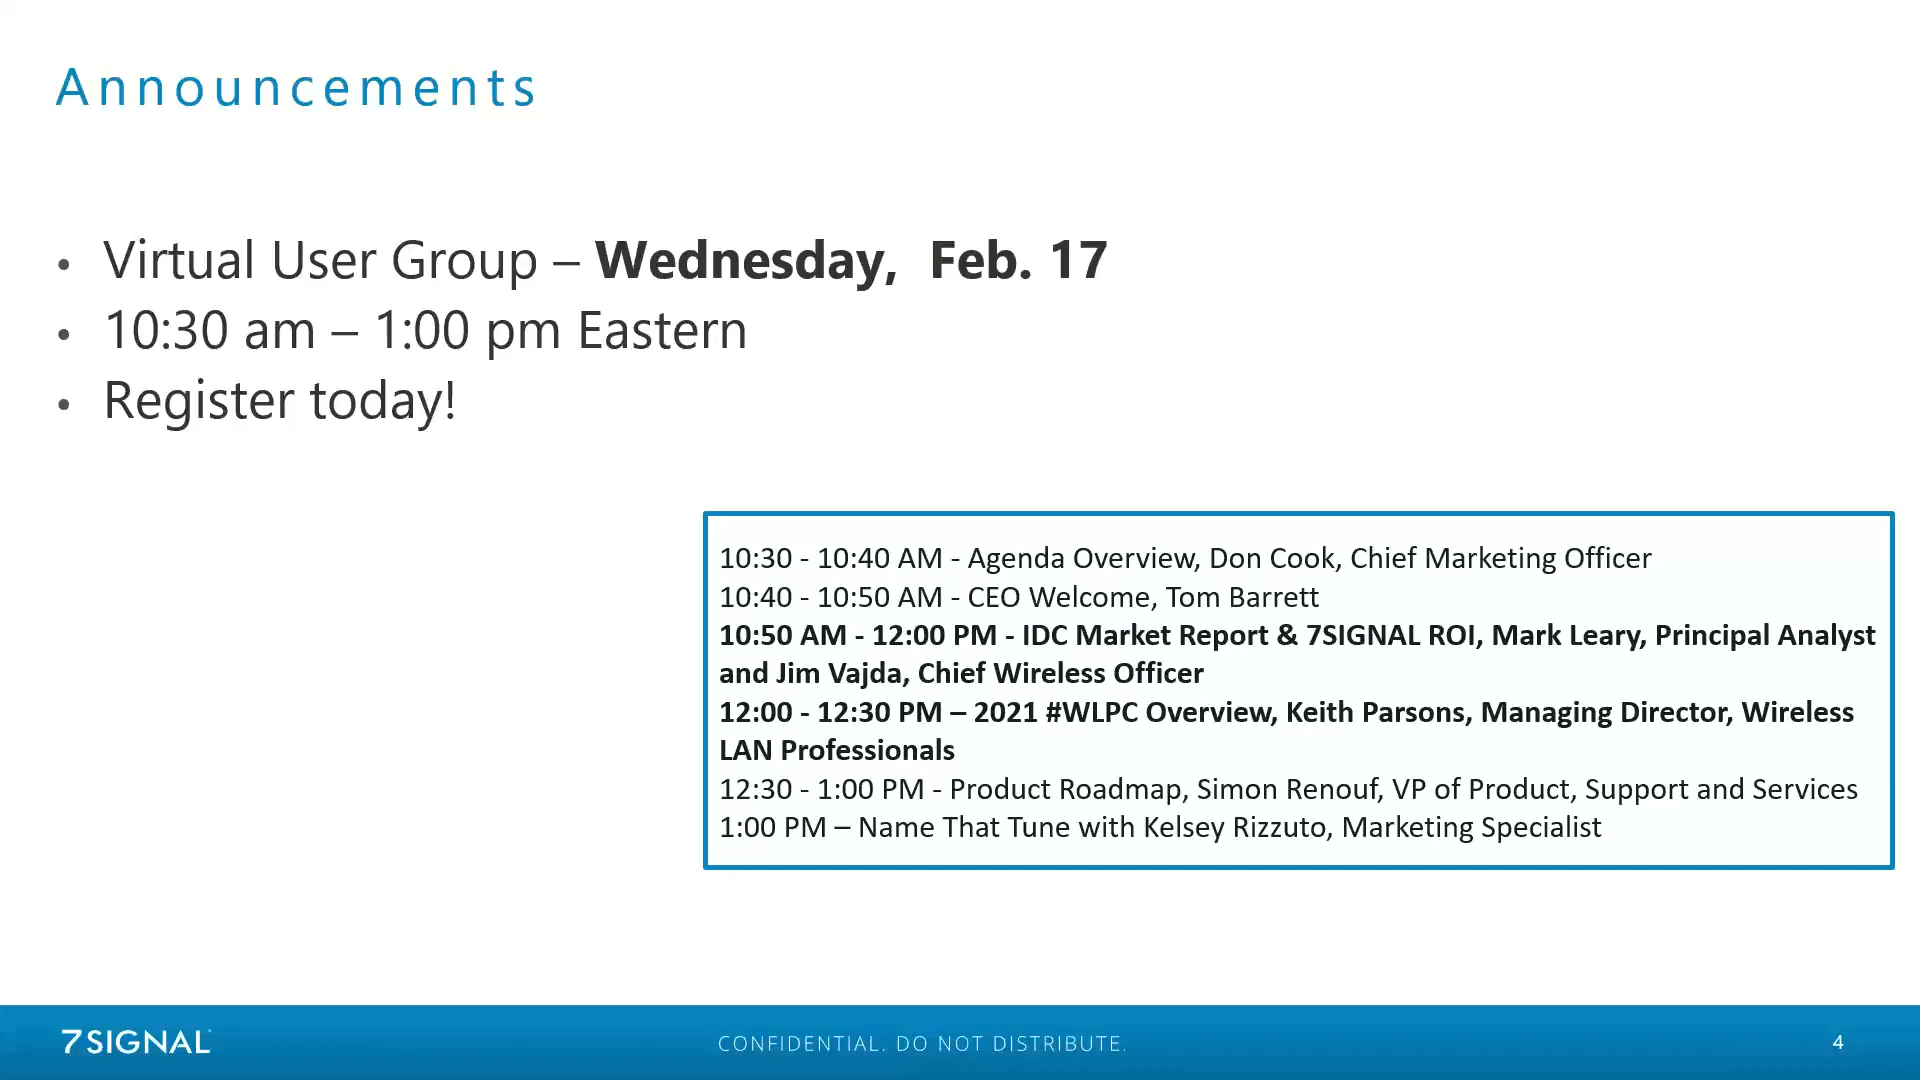 Announcements
• Virtual User Group – Wednesday,  Feb. 17
• 10:30 am – 1:00 pm Eastern
• Register today!
10:30 - 10:40 AM - Agenda Overview, Don Cook, Chief Marketing Officer
10:40 - 10:50 AM - CEO Welcome, Tom Barrett
10:50 AM - 12:00 PM - IDC Market Report & 7SIGNAL ROI, Mark Leary, Principal Analyst
and Jim Vajda, Chief Wireless Officer
12:00 - 12:30 PM – 2021 #WLPC Overview, Keith Parsons, Managing Director, Wireless
LAN Professionals
12:30 - 1:00 PM - Product Roadmap, Simon Renouf, VP of Product, Support and Services
1:00 PM – Name That Tune with Kelsey Rizzuto, Marketing Specialist
7SIGNAL
CONFIDENTIAL. DO NOT DISTRIBUTE.
4